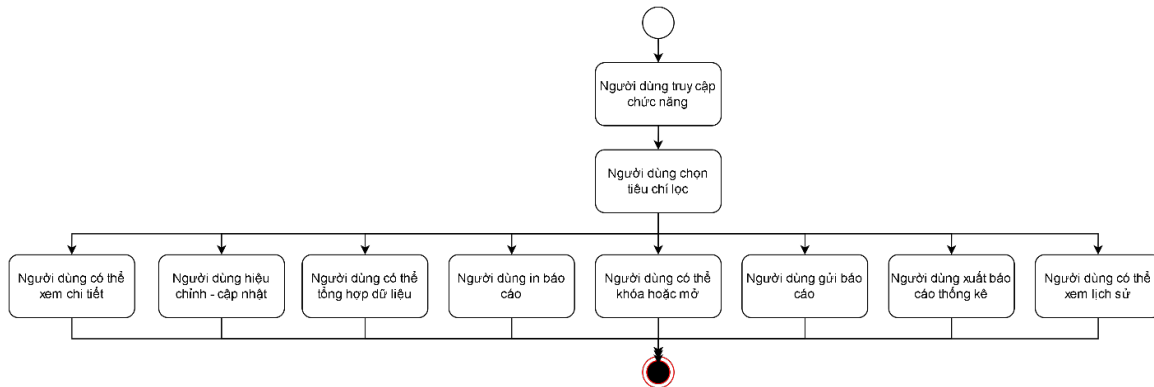 Người dùng truy cập
chức năng
Người dùng chọn
tiêu chí lọc
Người dùng có thể
xem chi tiết
Người dùng hiệu
chỉnh - cập nhật
Người dùng có thể
tổng hợp dữ liệu
Người dùng in báo
cáo
Người dùng có thể
khóa hoặc mở
Người dùng gửi báo
cáo
Người dùng xuất báo
cáo thống kê
Người dùng có thể
xem lịch sử